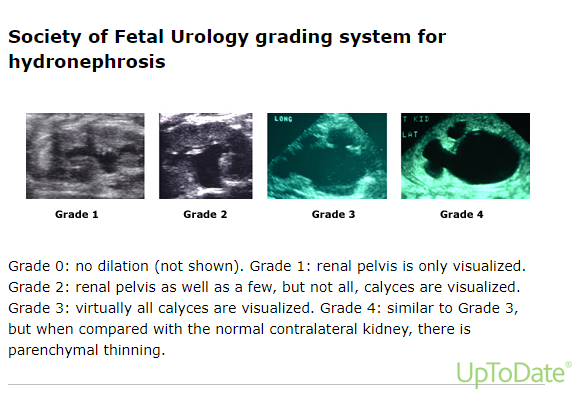 Society of Fetal Urology grading system for
hydronephrosis
LONG
T KID
LAT
Grade 1
Grade 2
Grade 3
Grade 4
Grade 0: no dilation (not shown). Grade 1: renal pelvis is only visualized.
Grade 2: renal pelvis as well as a few, but not all, calyces are visualized.
Grade 3: virtually all calyces are visualized. Grade 4: similar to Grade 3,
but when compared with the normal contralateral kidney, there is
parenchymal thinning.
UpToDate®